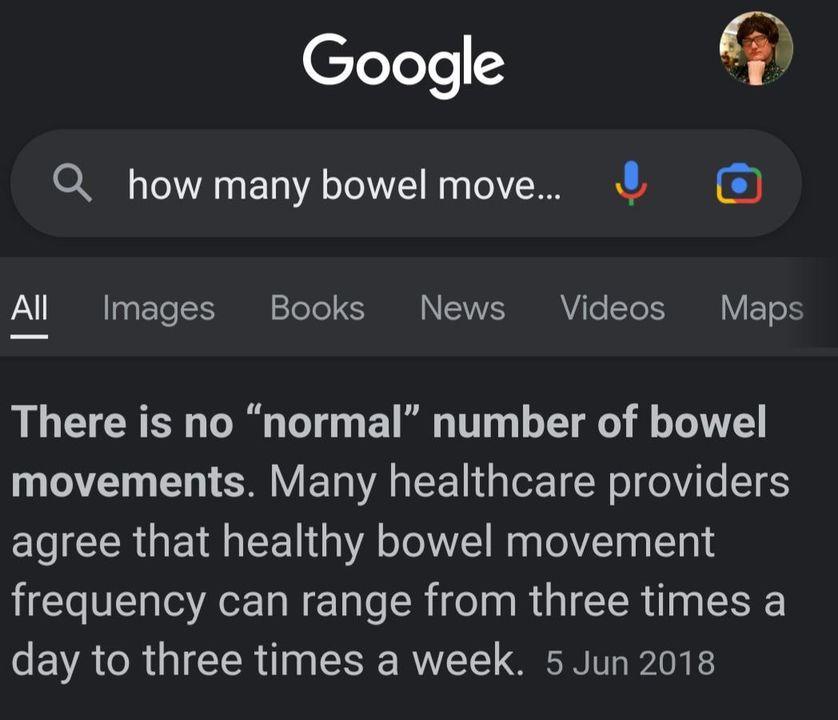 Google
how many bowel move...
All Images Books News Videos Maps
There is no “normal” number of bowel
movements. Many healthcare providers
agree that healthy bowel movement
frequency can range from three times a
day to three times a week. 5 Jun 2018